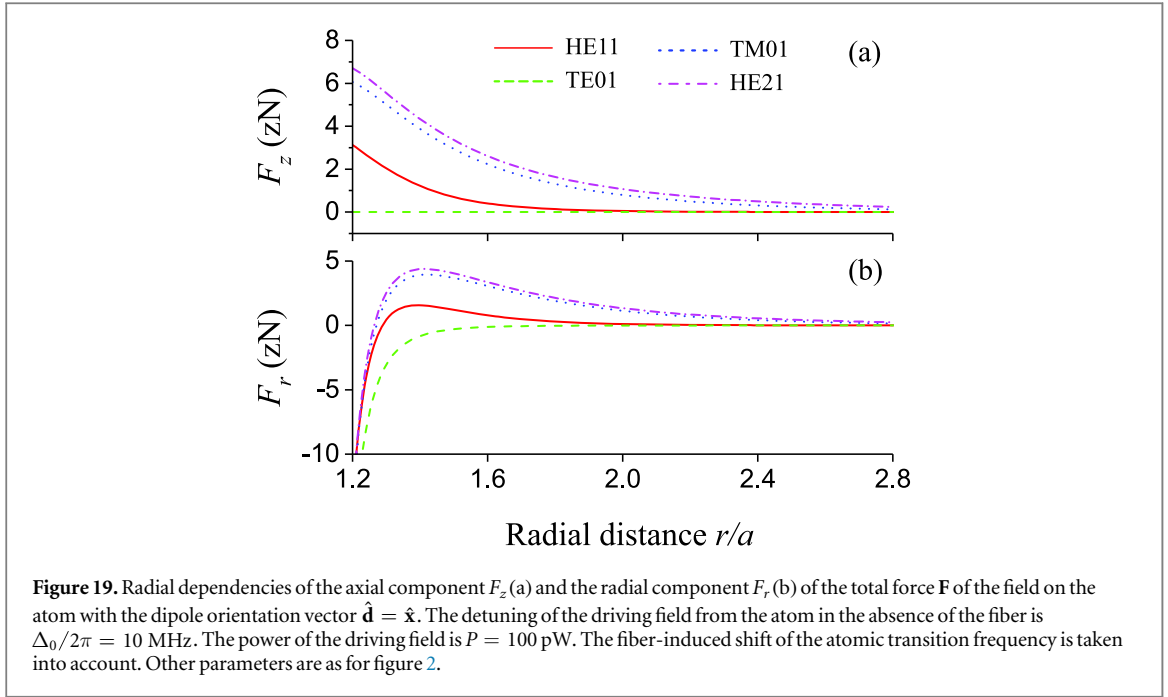 8
6
4
2
0
F_z (zN)
HE11
TE01
TM01
HE21
(a)
5
0
-5
-10
F_r (zN)
(b)
1.2 1.6 2.0 2.4 2.8
Radial distance r/a
Figure 19. Radial dependencies of the axial component F_z (a) and the radial component F_r (b) of the total force F of the field on the
atom with the dipole orientation vector d̂ = x̂. The detuning of the driving field from the atom in the absence of the fiber is
Δ₀/2π = 10 MHz. The power of the driving field is P = 100 pW. The fiber-induced shift of the atomic transition frequency is taken
into account. Other parameters are as for figure 2.